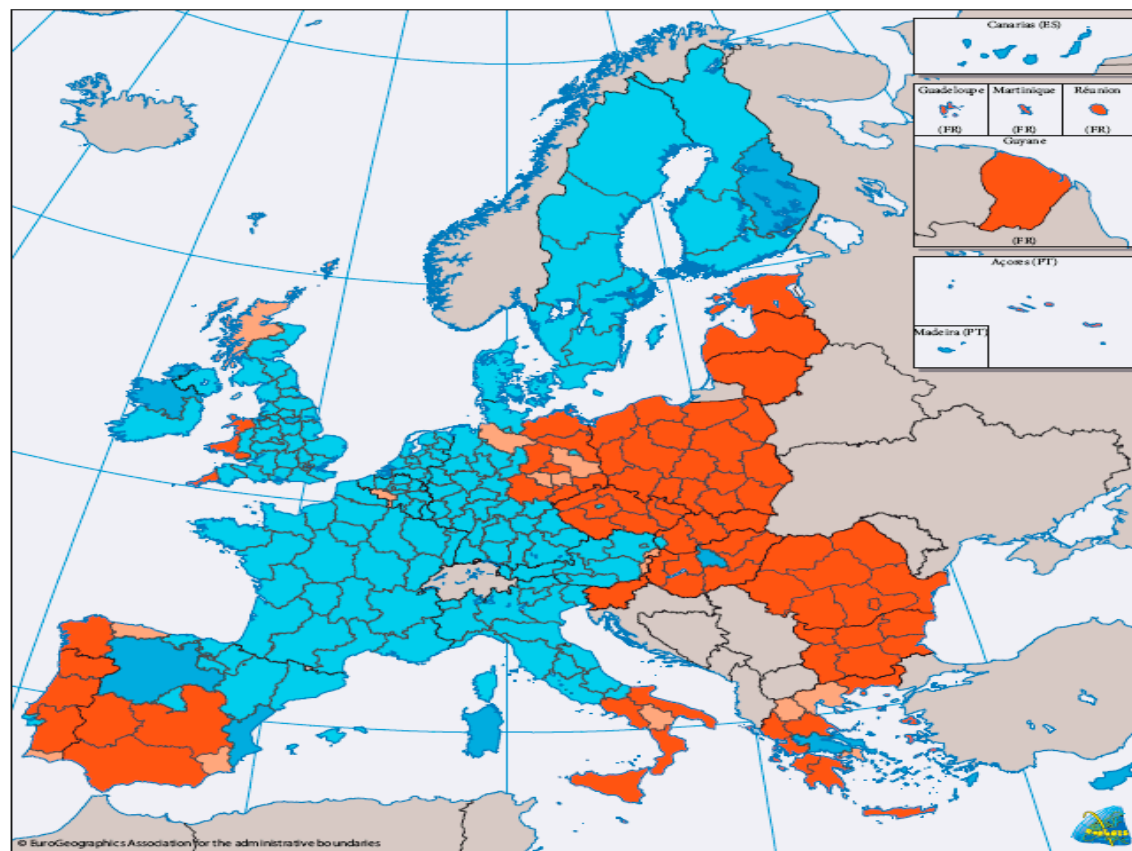 Canarias (ES)
Guadeloupe
(FR)
Martinique
(FR)
Réunion
(FR)
Guyane
(FR)
Açores (PT)
Madeira (PT)
© EuroGeographics Association for the administrative boundaries